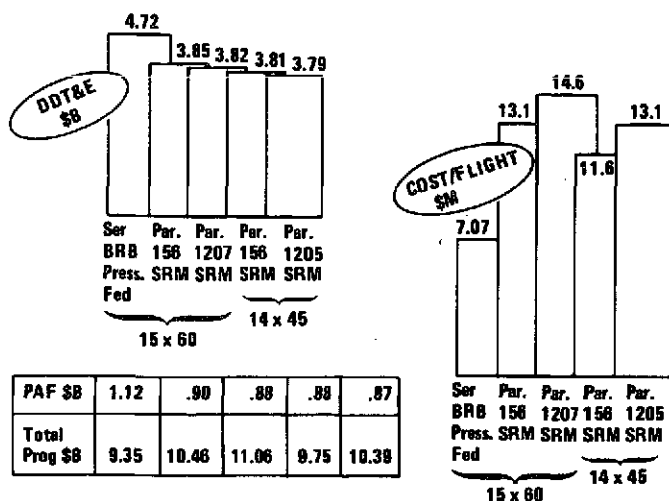 4.72
3.85 3.82 3.81 3.79
DDT&E
$B
Ser Par. Par. Par. Par.
BRB 156 1207 156 1205
Press. SRM SRM SRM SRM
Fed
15 x 60
14 x 45
PAF $B 1.12 .90 .88 .88 .87
Total
Prog $B 9.35 10.46 11.06 9.75 10.39
14.6
13.1 13.1
11.6
COST/FLIGHT
$M
7.07
Ser Par. Par. Par. Par.
BRB 156 1207 156 1205
Press. SRM SRM SRM SRM
Fed
15 x 60
14 x 45